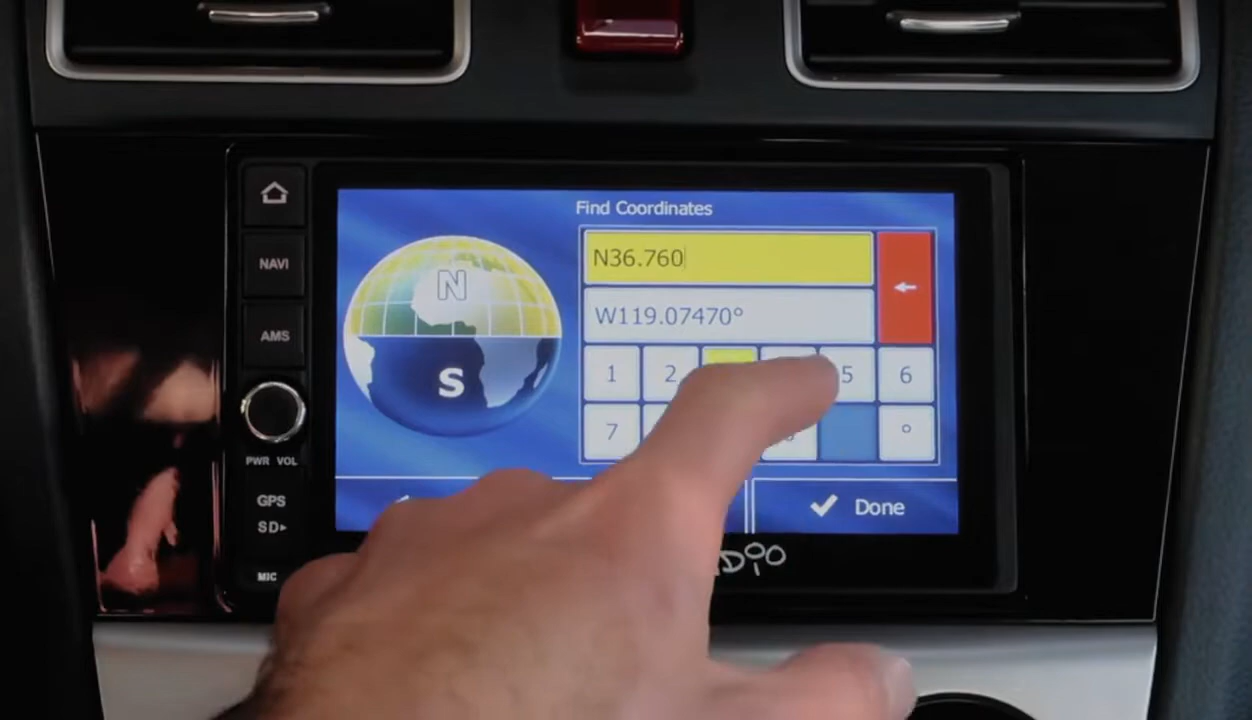 Find Coordinates
N36.760
W119.07470°
N
S
1 2 5 6
7 °
Done
NAVI
AMS
PWR VOL
GPS
SD
MIC